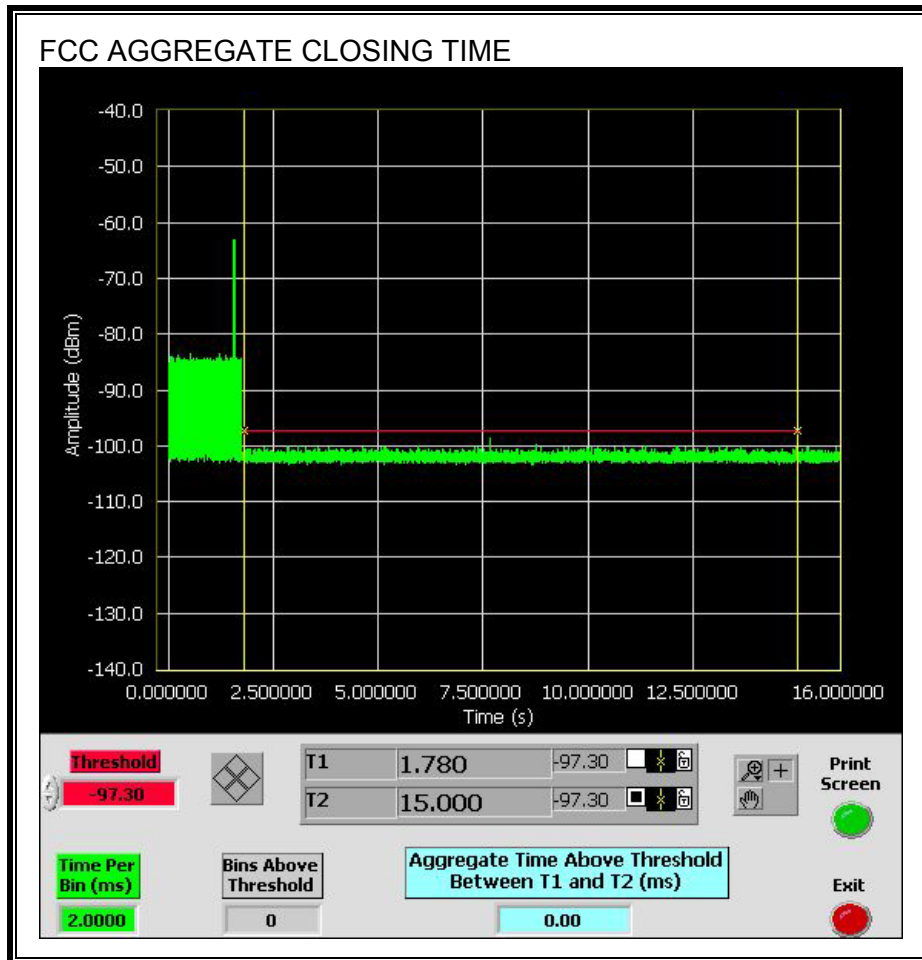 FCC AGGREGATE CLOSING TIME
-40.0
-50.0
-60.0
-70.0
-80.0
-90.0
-100.0
-110.0
-120.0
-130.0
-140.0
Amplitude (dBm)
0.000000 2.500000 5.000000 7.500000 10.000000 12.500000 16.000000
Time (s)
Threshold
-97.30
T1 1.780 -97.30
T2 15.000 -97.30
Print
Screen
Time Per
Bin (ms)
2.0000
Bins Above
Threshold
0
Aggregate Time Above Threshold
Between T1 and T2 (ms)
0.00
Exit